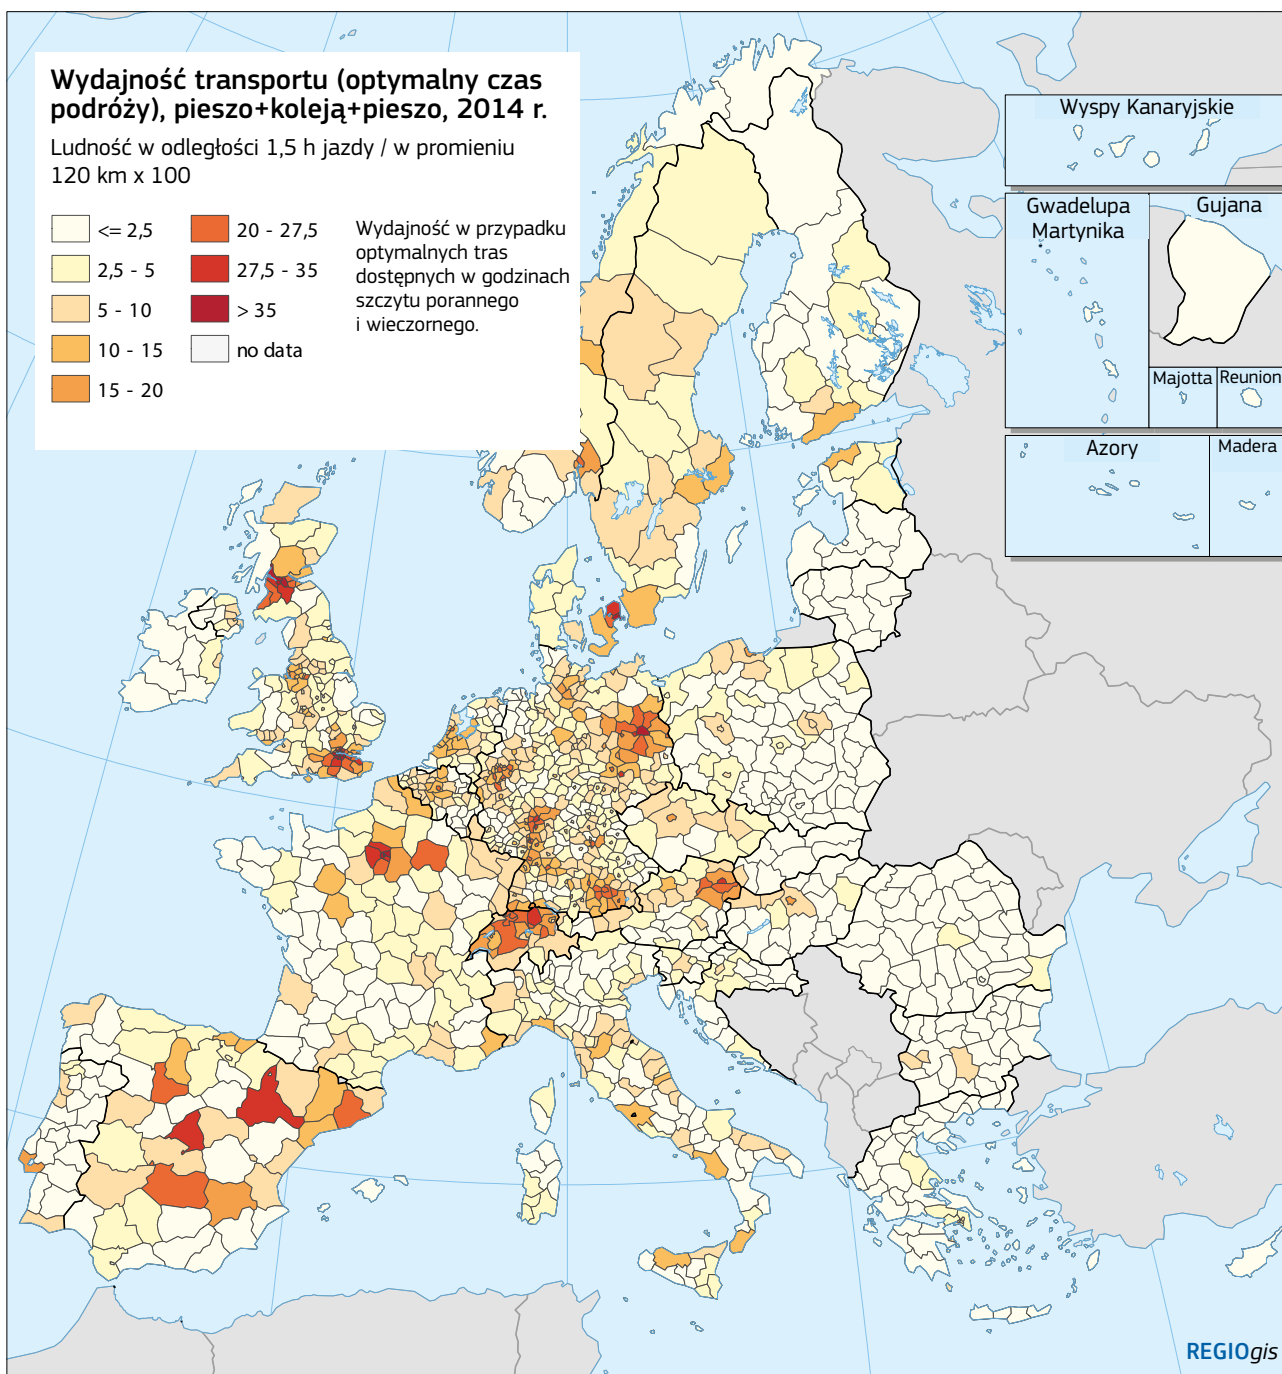 Wydajność transportu (optymalny czas
podróży), pieszo+koleją+pieszo, 2014 r.
Ludność w odległości 1,5 h jazdy / w promieniu
120 km x 100
<= 2,5
2,5 - 5
5 - 10
10 - 15
15 - 20
20 - 27,5
27,5 - 35
> 35
no data
Wydajność w przypadku
optymalnych tras
dostępnych w godzinach
szczytu porannego
i wieczornego.
Wyspy Kanaryjskie
Gwadelupa
Martynika
Gujana
Majotta
Reunion
Azory
Madera
REGIOgis